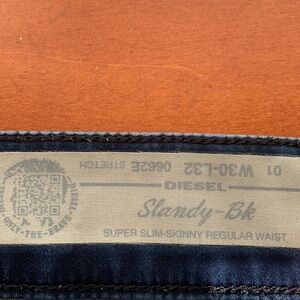 01 W30-L32 0662E STRETCH
DIESEL
Slandy-Bk
SUPER SLIM-SKINNY REGULAR WAIST
ONLY-THE-BRAVE